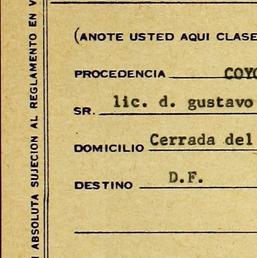 (ANOTE USTED AQUI CLASE
PROCEDENCIA COYO
SR. lic. d. gustavo
DOMICILIO Cerrada del
DESTINO D.F.
ABSOLUTA SUJECION AL REGLAMENTO EN V